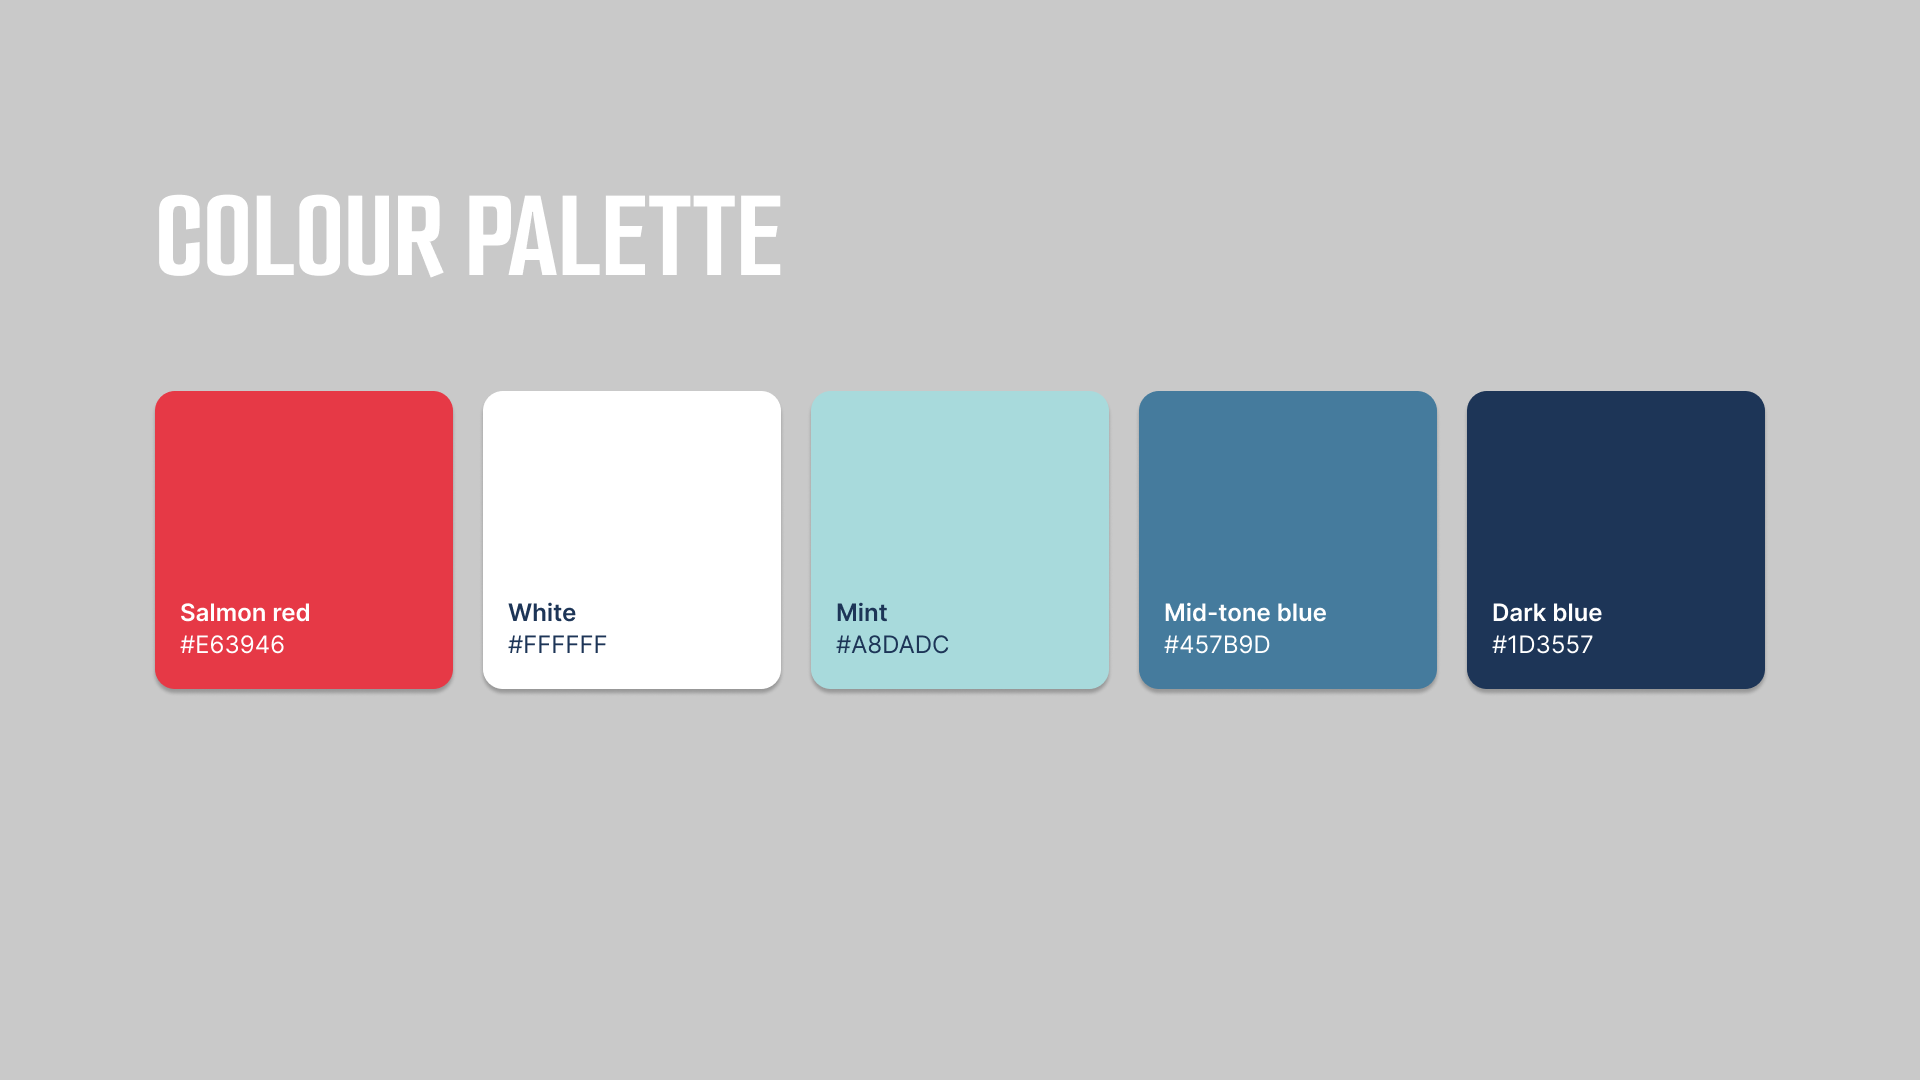 COLOUR PALETTE
Salmon red
#E63946
White
#FFFFFF
Mint
#A8DADC
Mid-tone blue
#457B9D
Dark blue
#1D3557